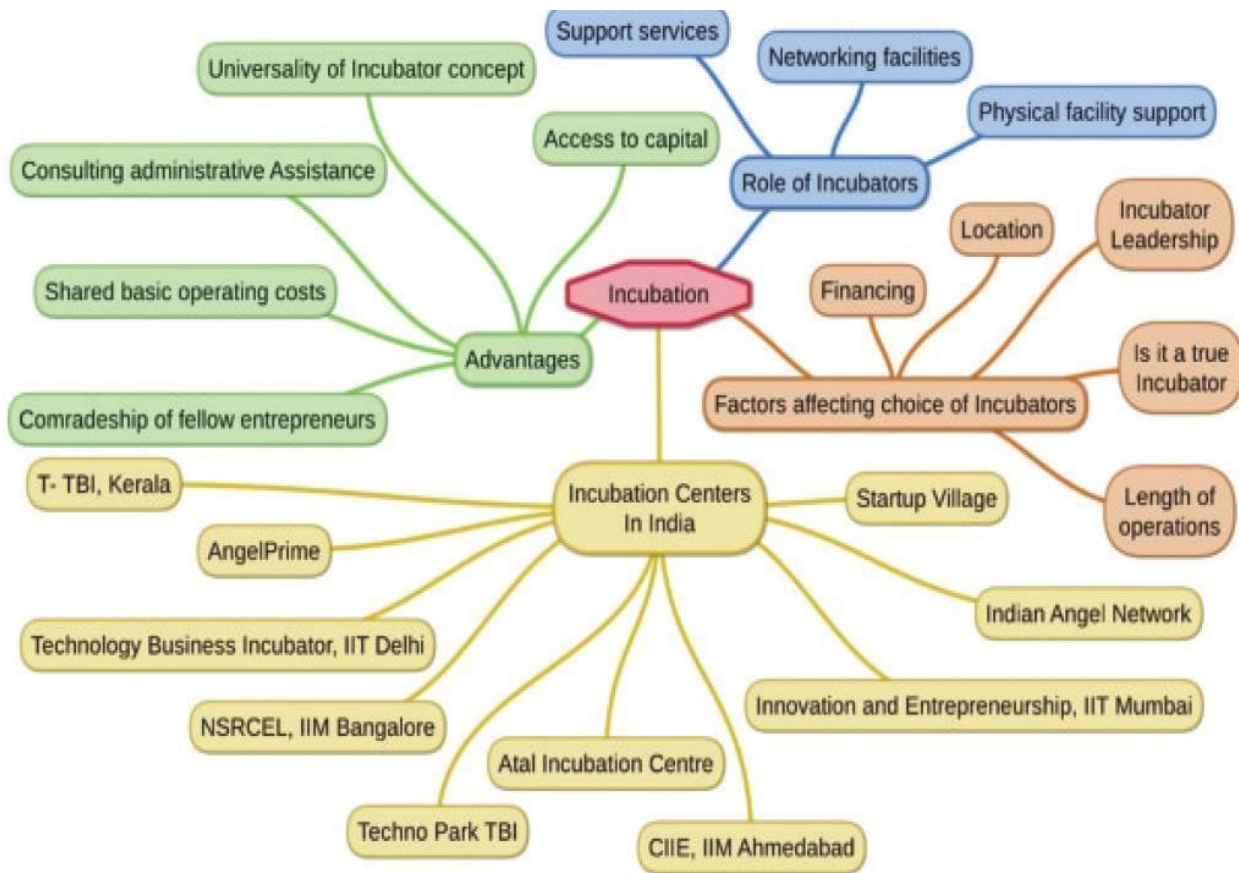 Support services
Networking facilities
Physical facility support
Role of Incubators
Universality of Incubator concept
Access to capital
Consulting administrative Assistance
Shared basic operating costs
Comradeship of fellow entrepreneurs
Advantages
Incubation
Location
Incubator
Leadership
Financing
Is it a true
Incubator
Factors affecting choice of Incubators
Length of
operations
Incubation Centers
In India
T- TBI, Kerala
AngelPrime
Technology Business Incubator, IIT Delhi
NSRCEL, IIM Bangalore
Techno Park TBI
Atal Incubation Centre
CIIE, IIM Ahmedabad
Innovation and Entrepreneurship, IIT Mumbai
Indian Angel Network
Startup Village